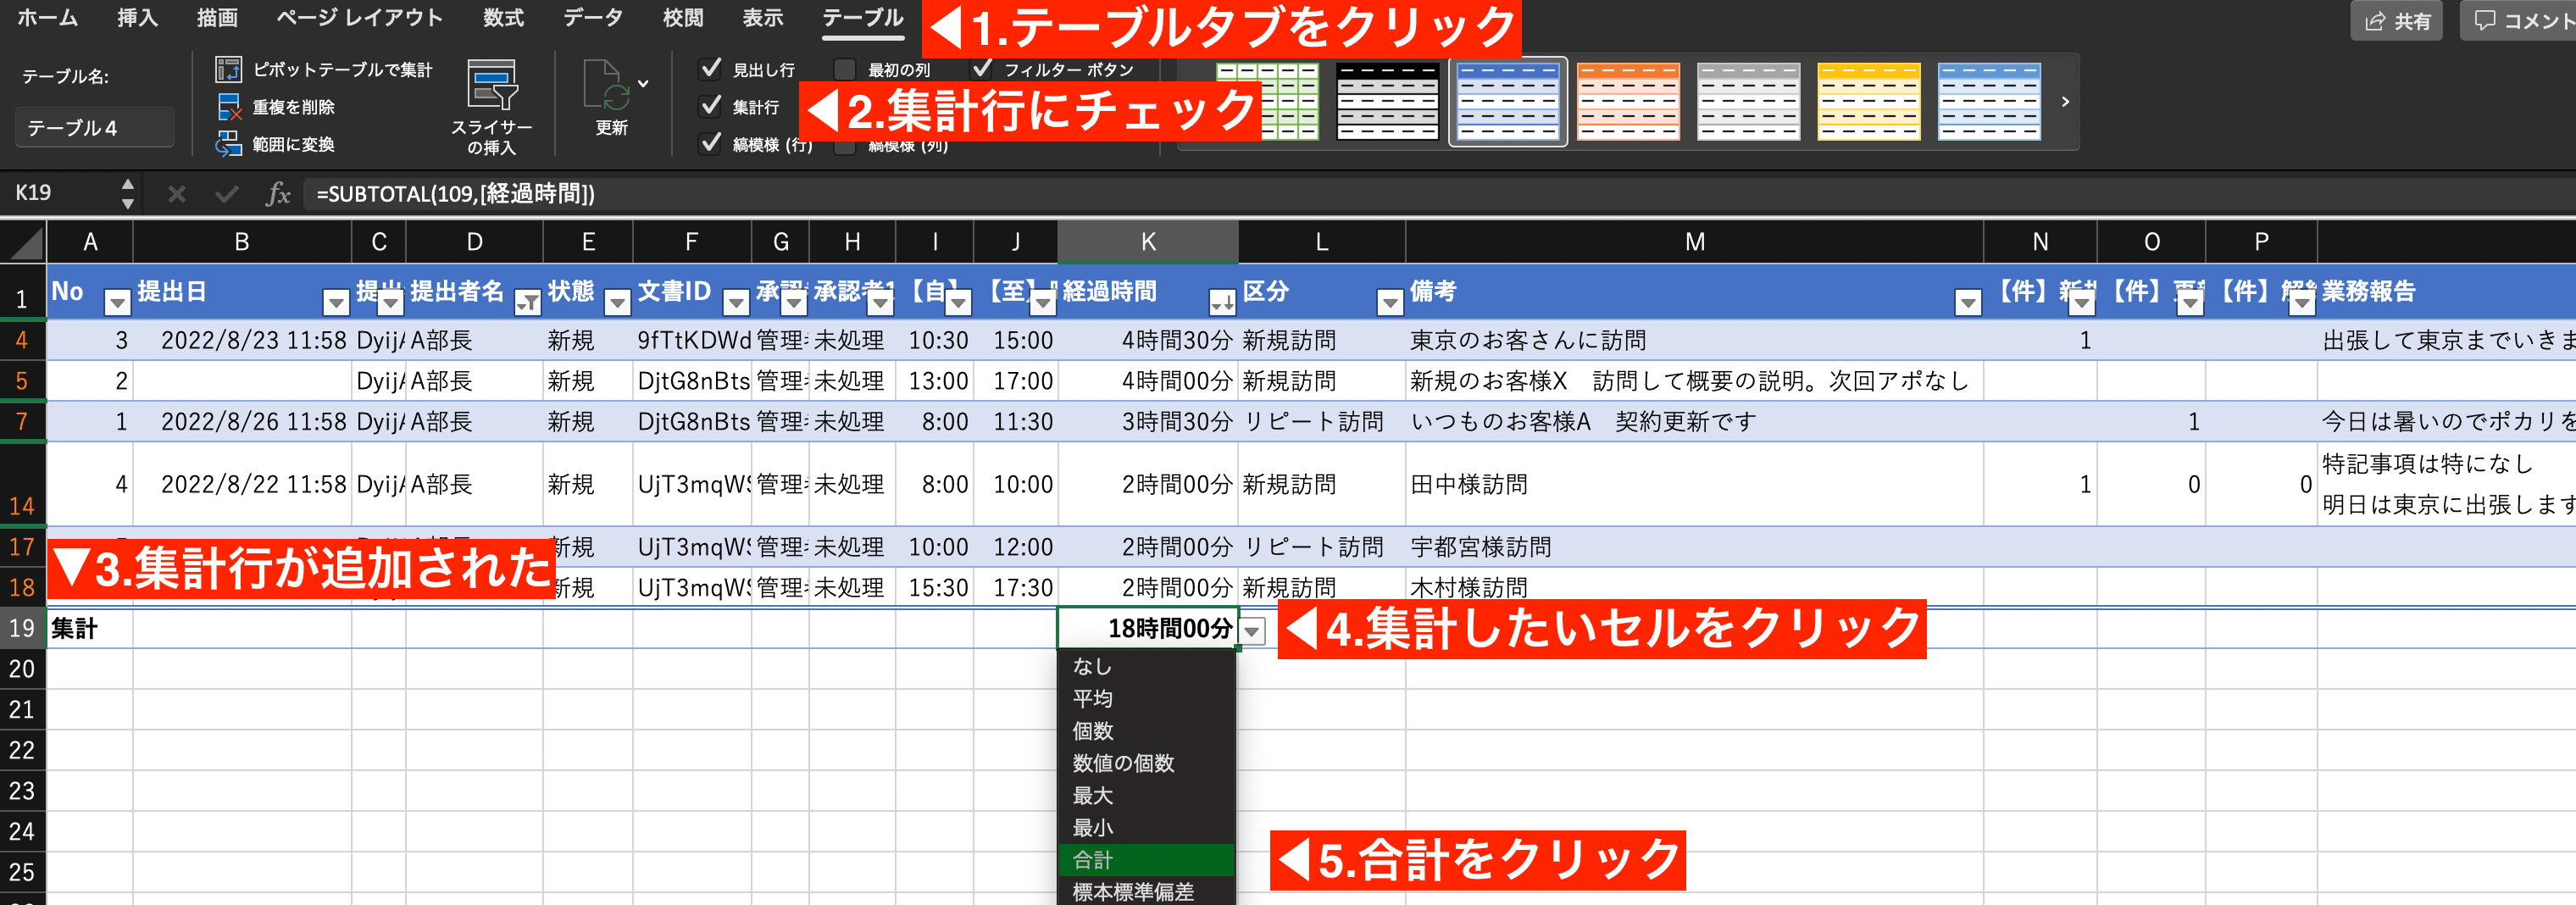 ホーム 挿入 描画 ページ レイアウト 数式 データ 校閲 表示 テーブル ◀1.テーブルタブをクリック 共有 コメント
テーブル名: ピボットテーブルで集計 見出し行 最初の列 フィルター ボタン
テーブル4 重複を削除 スライサーの挿入 更新 集計行 ◀2.集計行にチェック
範囲に変換 縞模様 (行) 縞模様 (列)
K19 fx =SUBTOTAL(109,[経過時間])
A B C D E F G H I J K L M N O P
1 No 提出日 提出 提出者名 状態 文書ID 承認 承認者1 【自】 【至】 経過時間 区分 備考 【件】新 【件】更 【件】解 業務報告
4 3 2022/8/23 11:58 DyijA A部長 新規 9fTtKDWd 管理 未処理 10:30 15:00 4時間30分 新規訪問 東京のお客さんに訪問 1 出張して東京までいきま
5 2 DyijA A部長 新規 DjtG8nBts 管理 未処理 13:00 17:00 4時間00分 新規訪問 新規のお客様X 訪問して概要の説明。次回アポなし
7 1 2022/8/26 11:58 DyijA A部長 新規 DjtG8nBts 管理 未処理 8:00 11:30 3時間30分 リピート訪問 いつものお客様A 契約更新です 1 今日は暑いのでポカリを
14 4 2022/8/22 11:58 DyijA A部長 新規 UjT3mqWS 管理 未処理 8:00 10:00 2時間00分 新規訪問 田中様訪問 1 0 0 特記事項は特になし
明日は東京に出張します
17 新規 UjT3mqWS 管理 未処理 10:00 12:00 2時間00分 リピート訪問 宇都宮様訪問
▼3.集計行が追加された
18 新規 UjT3mqWS 管理 未処理 15:30 17:30 2時間00分 新規訪問 木村様訪問
19 集計 18時間00分 ◀4.集計したいセルをクリック
20 なし
21 平均
22 個数
数値の個数
23 最大
24 最小
25 合計 ◀5.合計をクリック
標本標準偏差